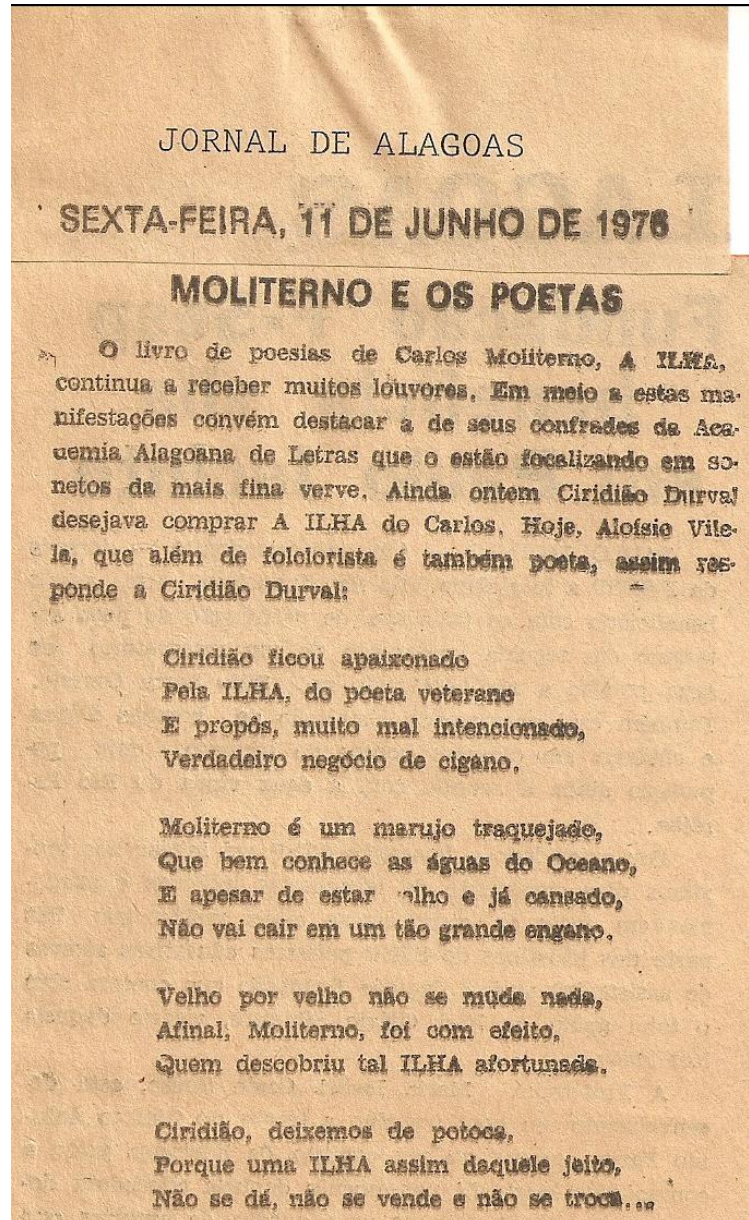 JORNAL DE ALAGOAS
SEXTA-FEIRA, 11 DE JUNHO DE 1976
MOLITERNO E OS POETAS
O livro de poesias de Carlos Moliterno, A ILHA,
continua a receber muitos louvores. Em meio a estas ma-
nifestações convém destacar a de seus confrades da Aca-
uemia Alagoana de Letras que o estão focalizando em so-
netos da mais fina verve. Ainda ontem Ciridião Durval
desejava comprar A ILHA do Carlos. Hoje, Aloísio Vile-
la, que além de folclorista é também poeta, assim res-
ponde a Ciridião Durval:
Ciridião ficou apaixonado
Pela ILHA, do poeta veterano
E propôs, muito mal intencionado,
Verdadeiro negócio de cigano.
Moliterno é um marujo traquejado,
Que bem conhece as águas do Oceano,
E apesar de estar elho e já cansado,
Não vai cair em um tão grande engano.
Velho por velho não se muda nada,
Afinal, Moliterno, foi com efeito,
Quem descobriu tal ILHA afortunada.
Ciridião, deixemos de potoca,
Porque uma ILHA assim daquele jeito,
Não se dá, não se vende e não se troca...